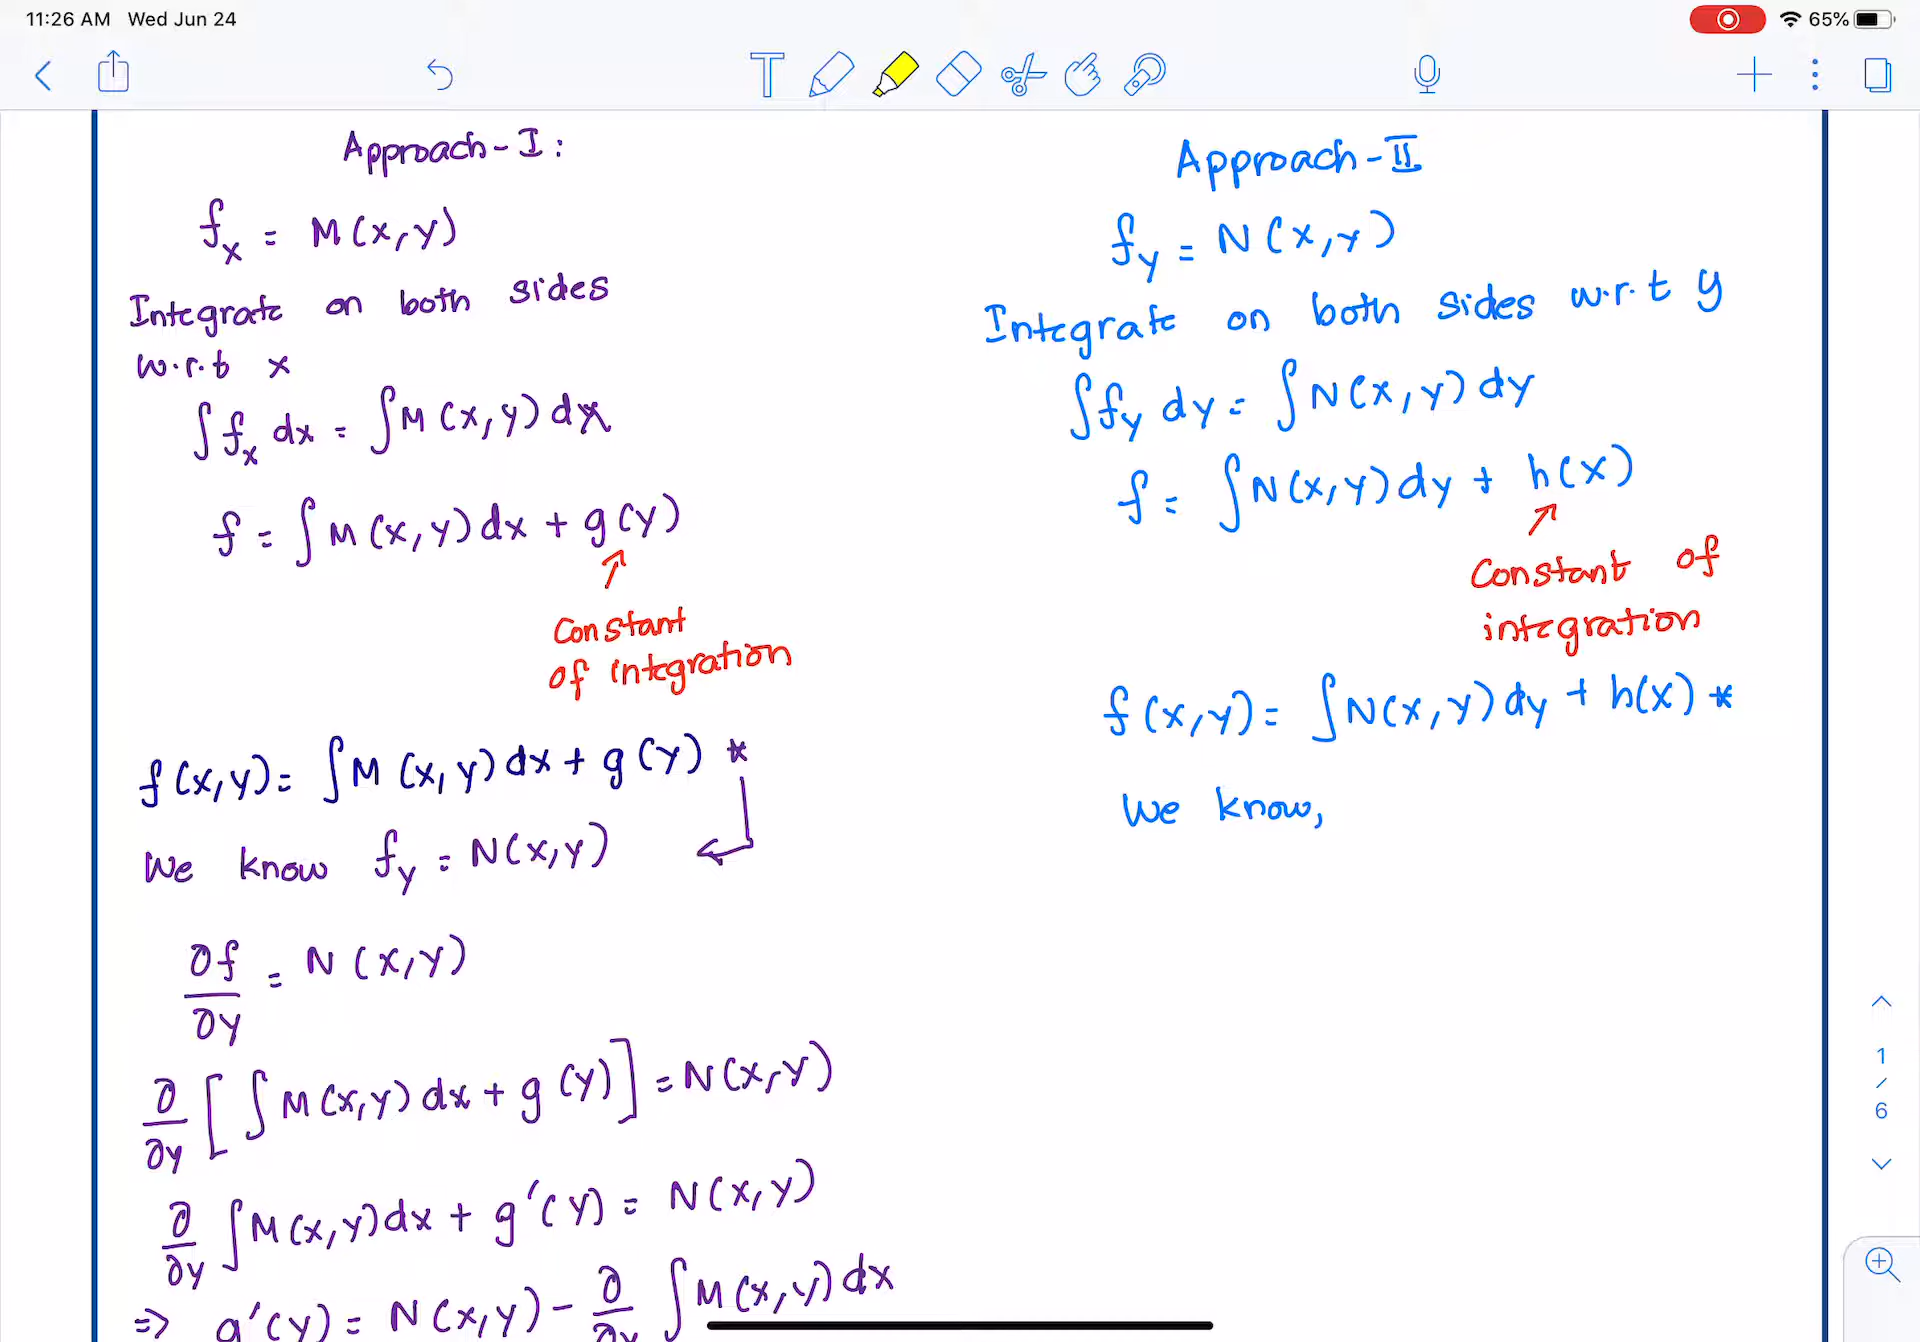 11:26 AM Wed Jun 24
65%
Approach-I:
f_x = M(x,y)
Integrate on both sides
w.r.t x
∫f_x dx = ∫M(x,y) dx
f = ∫M(x,y) dx + g(y)
↑
Constant
of integration
f(x,y) = ∫M(x,y) dx + g(y) *
We know f_y = N(x,y)
∂f/∂y = N(x,y)
∂/∂y [∫M(x,y) dx + g(y)] = N(x,y)
∂/∂y ∫M(x,y) dx + g'(y) = N(x,y)
=> g'(y) = N(x,y) - ∂/∂y ∫M(x,y) dx
Approach-II
f_y = N(x,y)
Integrate on both sides w.r.t y
∫f_y dy = ∫N(x,y) dy
f = ∫N(x,y) dy + h(x)
↑
Constant of
integration
f(x,y) = ∫N(x,y) dy + h(x) *
We know,
1
/
6